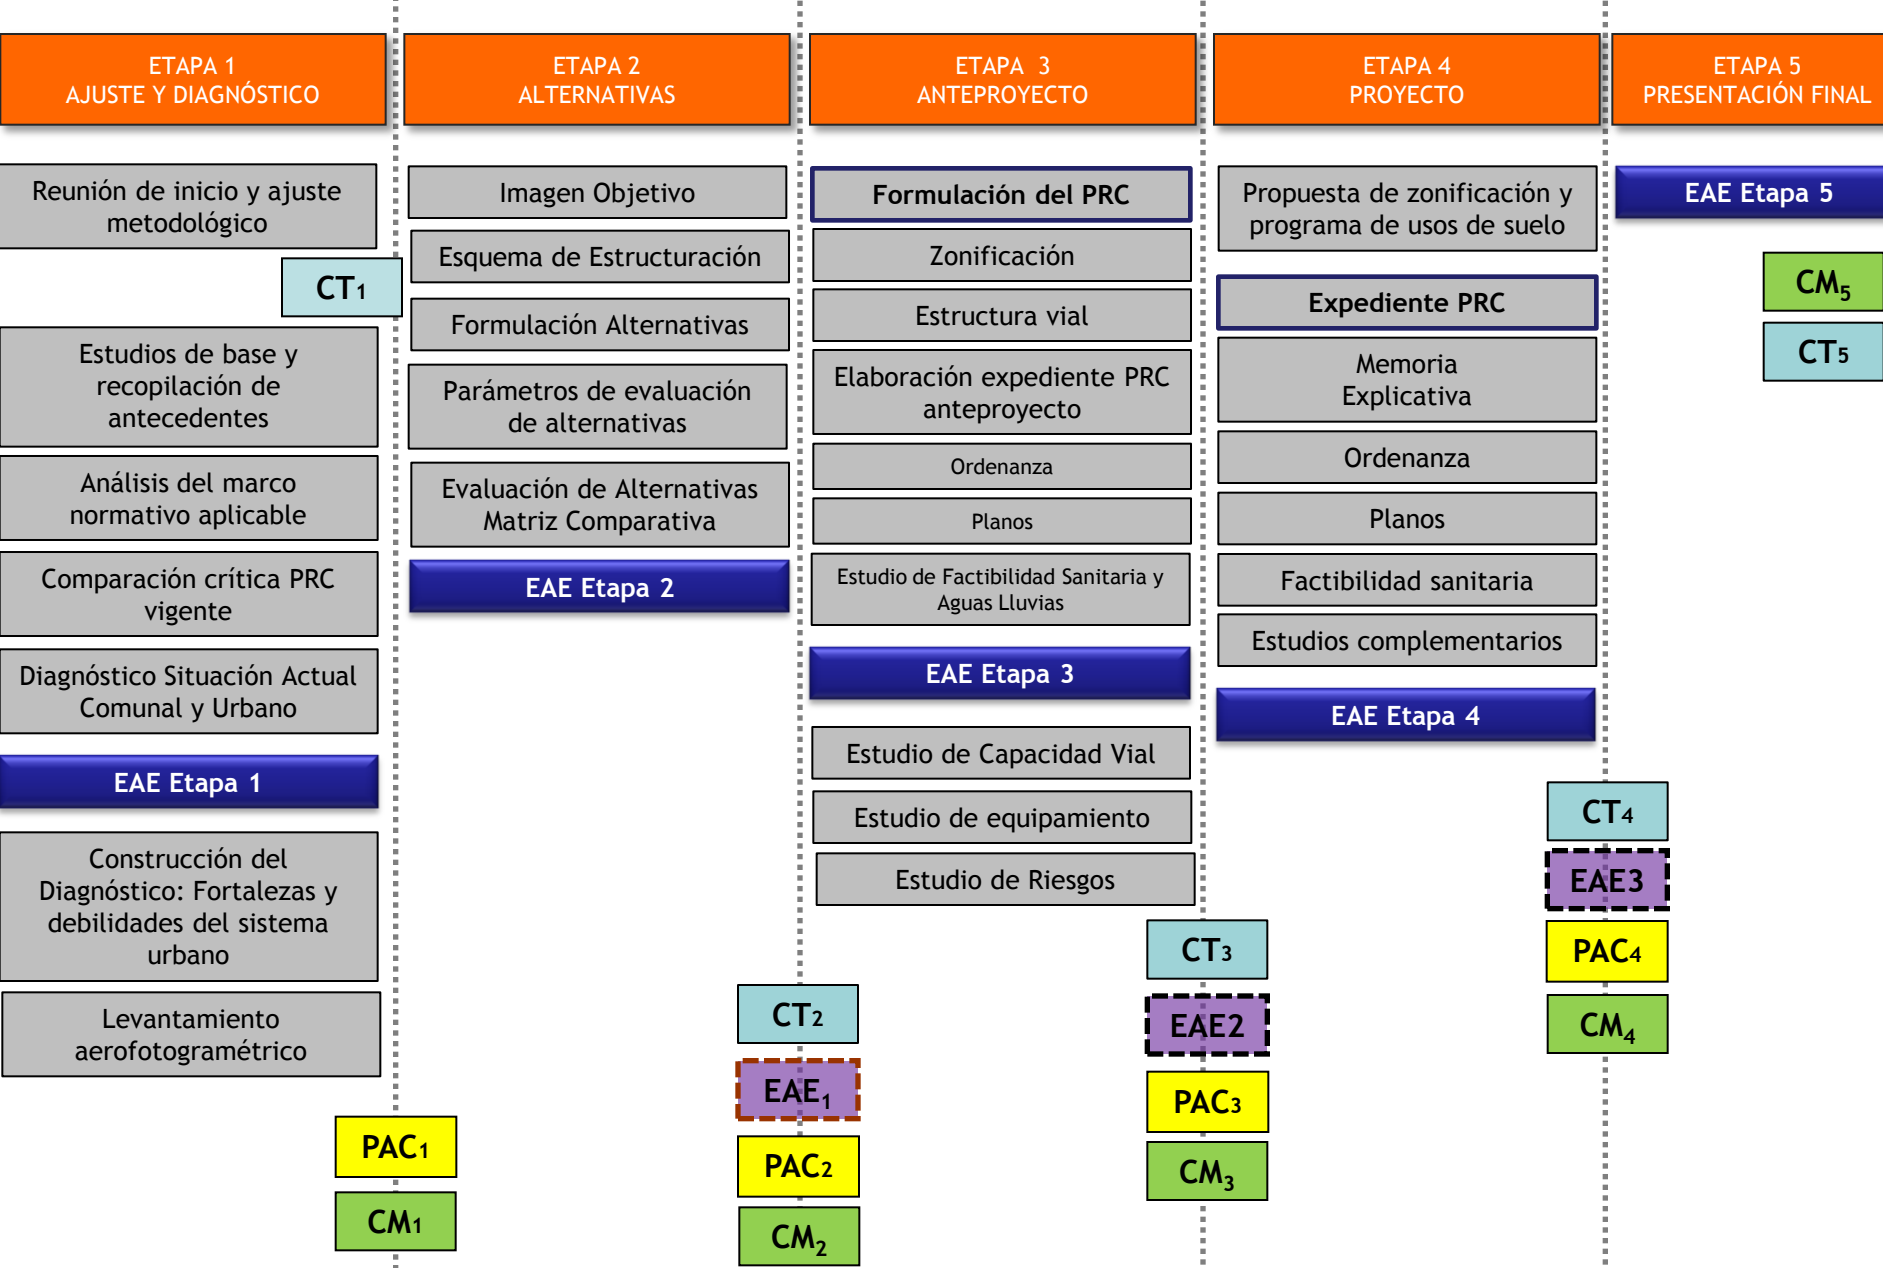 ETAPA 1
AJUSTE Y DIAGNÓSTICO
Reunión de inicio y ajuste
metodológico
CT1
Estudios de base y
recopilación de
antecedentes
Análisis del marco
normativo aplicable
Comparación crítica PRC
vigente
Diagnóstico Situación Actual
Comunal y Urbano
EAE Etapa 1
Construcción del
Diagnóstico: Fortalezas y
debilidades del sistema
urbano
Levantamiento
aerofotogramétrico
PAC1
CM1
ETAPA 2
ALTERNATIVAS
Imagen Objetivo
Esquema de Estructuración
Formulación Alternativas
Parámetros de evaluación
de alternativas
Evaluación de Alternativas
Matriz Comparativa
EAE Etapa 2
CT2
EAE1
PAC2
CM2
ETAPA 3
ANTEPROYECTO
Formulación del PRC
Zonificación
Estructura vial
Elaboración expediente PRC
anteproyecto
Ordenanza
Planos
Estudio de Factibilidad Sanitaria y
Aguas Lluvias
EAE Etapa 3
Estudio de Capacidad Vial
Estudio de equipamiento
Estudio de Riesgos
CT3
EAE2
PAC3
CM3
ETAPA 4
PROYECTO
Propuesta de zonificación y
programa de usos de suelo
Expediente PRC
Memoria
Explicativa
Ordenanza
Planos
Factibilidad sanitaria
Estudios complementarios
EAE Etapa 4
CT4
EAE3
PAC4
CM4
ETAPA 5
PRESENTACIÓN FINAL
EAE Etapa 5
CM5
CT5